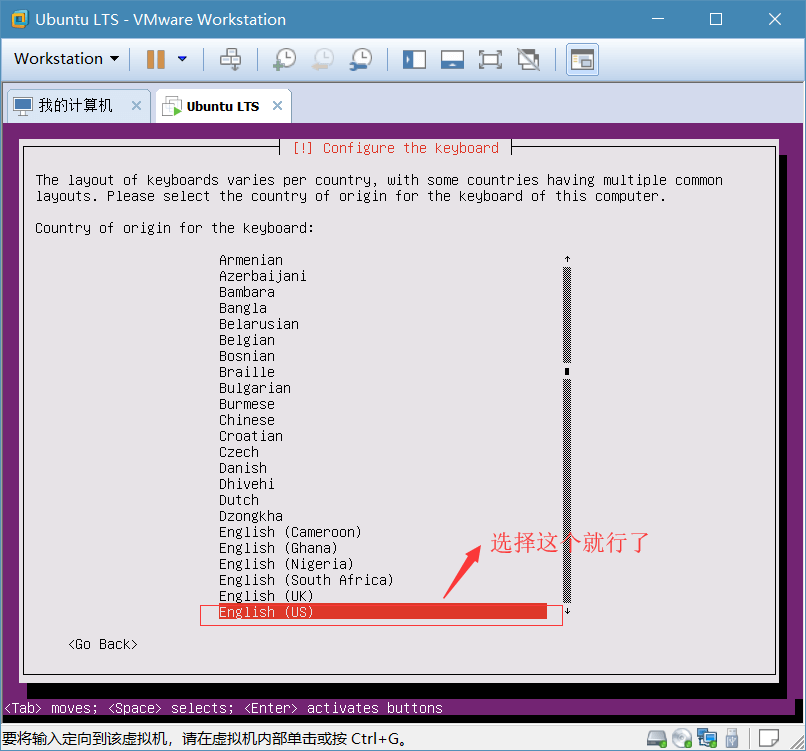 Ubuntu LTS - VMware Workstation
Workstation
我的计算机
Ubuntu LTS
[!] Configure the keyboard
The layout of keyboards varies per country, with some countries having multiple common
layouts. Please select the country of origin for the keyboard of this computer.
Country of origin for the keyboard:
Armenian
Azerbaijani
Bambara
Bangla
Belarusian
Belgian
Bosnian
Braille
Bulgarian
Burmese
Chinese
Croatian
Czech
Danish
Dhivehi
Dutch
Dzongkha
English (Cameroon)
选择这个就行了
English (Ghana)
English (Nigeria)
English (South Africa)
English (UK)
English (US)
<Go Back>
<Tab> moves; <Space> selects; <Enter> activates buttons
要将输入定向到该虚拟机，请在虚拟机内部单击或按 Ctrl+G。